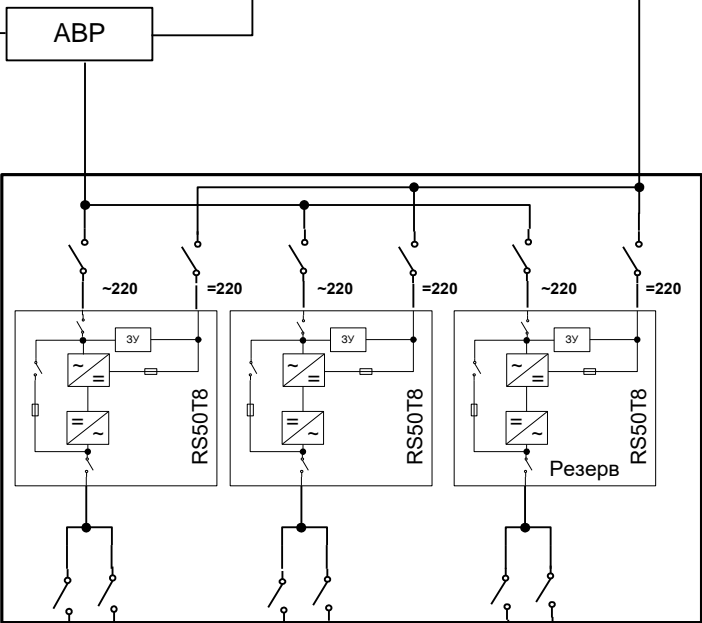 АВР
~220
=220
~220
=220
~220
=220
ЗУ
ЗУ
ЗУ
~
=
~
=
~
=
RS50T8
RS50T8
RS50T8
=
~
=
~
=
~
Резерв